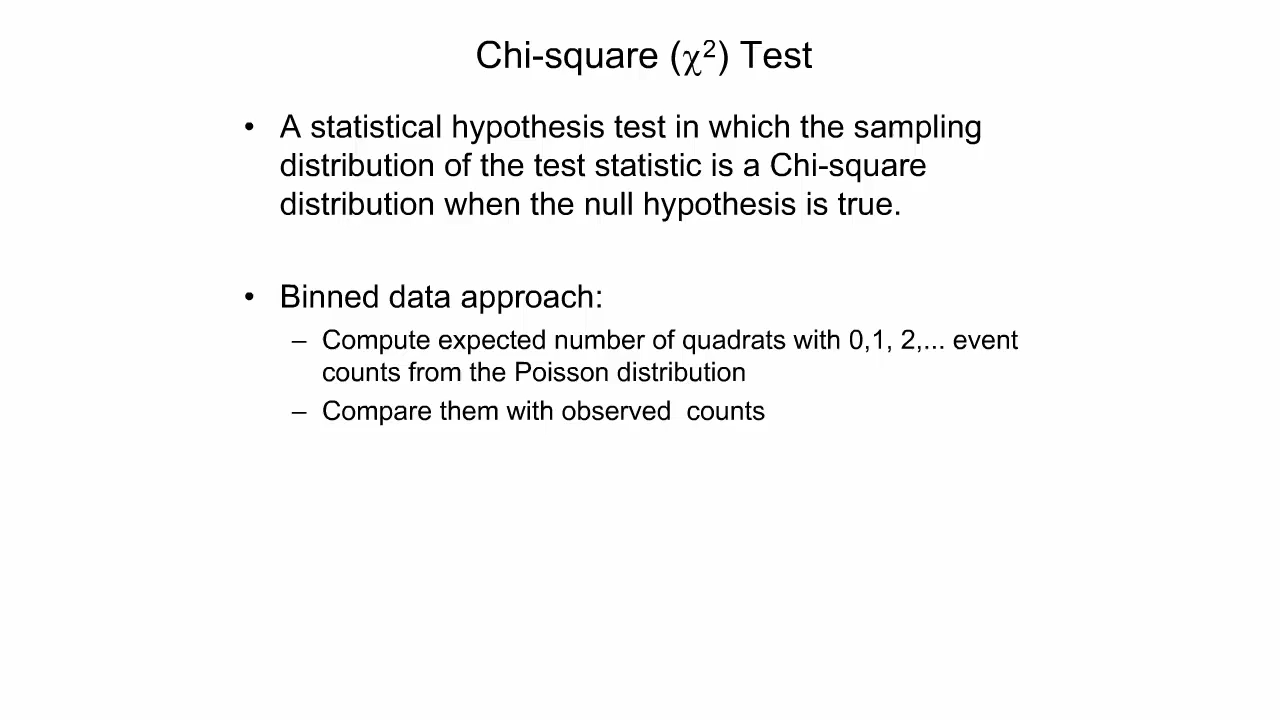 Chi-square (χ²) Test
• A statistical hypothesis test in which the sampling
distribution of the test statistic is a Chi-square
distribution when the null hypothesis is true.
• Binned data approach:
– Compute expected number of quadrats with 0,1, 2,... event
counts from the Poisson distribution
– Compare them with observed  counts